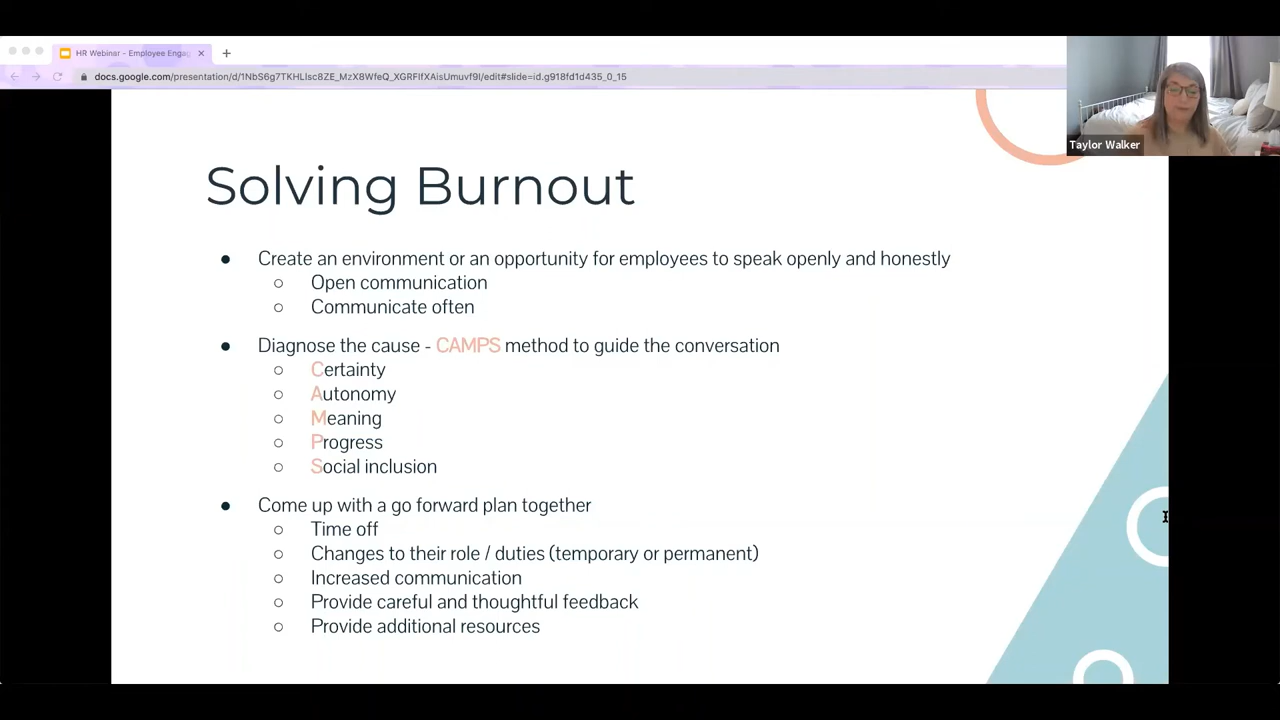 HR Webinar - Employee Engag
docs.google.com/presentation/d/1NbS6g7TKHLlsc8ZE_MzX8WfeQ_XGRFIfXAisUmuvf9I/edit#slide=id.g918fd1d435_0_15
Taylor Walker
Solving Burnout
● Create an environment or an opportunity for employees to speak openly and honestly
○ Open communication
○ Communicate often
● Diagnose the cause - CAMPS method to guide the conversation
○ Certainty
○ Autonomy
○ Meaning
○ Progress
○ Social inclusion
● Come up with a go forward plan together
○ Time off
○ Changes to their role / duties (temporary or permanent)
○ Increased communication
○ Provide careful and thoughtful feedback
○ Provide additional resources